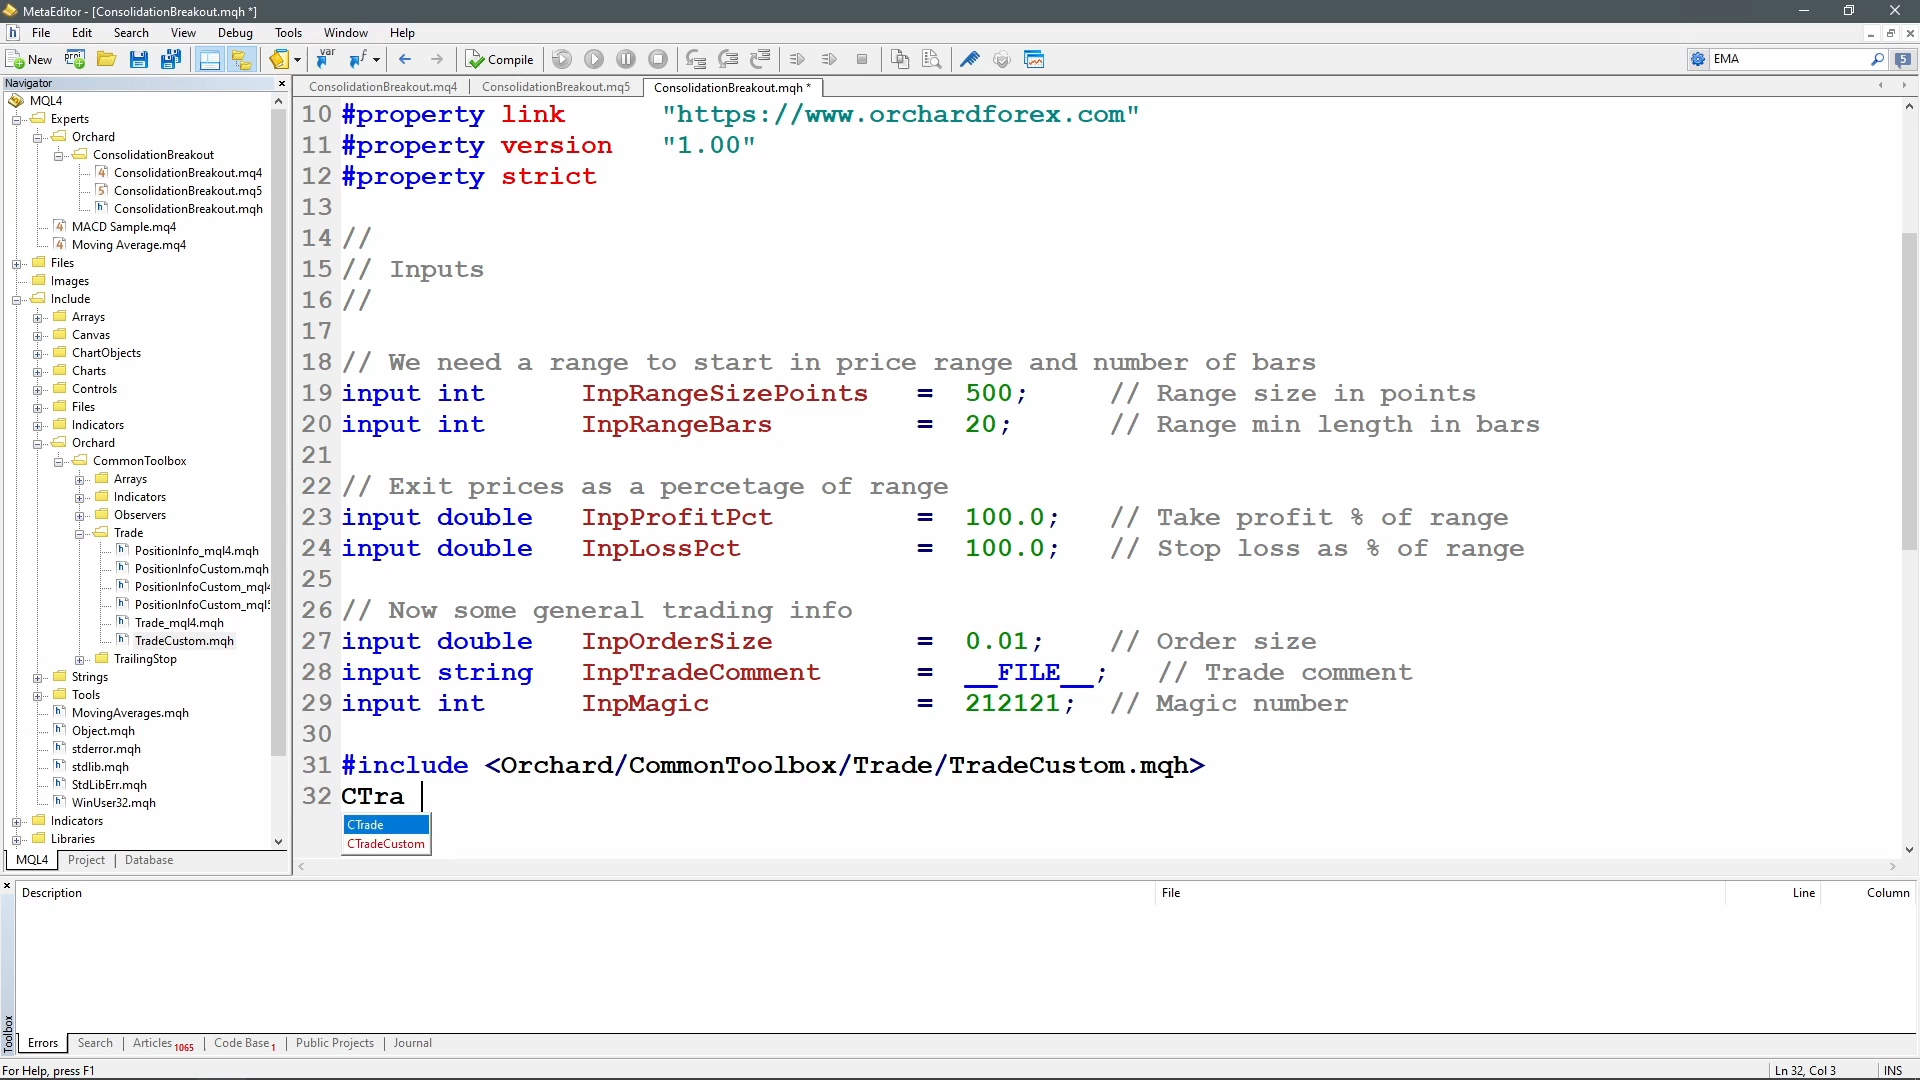 MetaEditor - [ConsolidationBreakout.mqh *]
File Edit Search View Debug Tools Window Help
New Compile EMA 5
Navigator
ConsolidationBreakout.mq4 ConsolidationBreakout.mq5 ConsolidationBreakout.mqh *
MQL4
Experts
Orchard
ConsolidationBreakout
ConsolidationBreakout.mq4
ConsolidationBreakout.mq5
ConsolidationBreakout.mqh
MACD Sample.mq4
Moving Average.mq4
Files
Images
Include
Arrays
Canvas
ChartObjects
Charts
Controls
Files
Indicators
Orchard
CommonToolbox
Arrays
Indicators
Observers
Trade
PositionInfo_mql4.mqh
PositionInfoCustom.mqh
PositionInfoCustom_mql4
PositionInfoCustom_mql5
Trade_mql4.mqh
TradeCustom.mqh
TrailingStop
Strings
Tools
MovingAverages.mqh
Object.mqh
stderror.mqh
stdlib.mqh
StdLibErr.mqh
WinUser32.mqh
Indicators
Libraries
MQL4 Project Database
10 #property link "https://www.orchardforex.com"
11 #property version "1.00"
12 #property strict
13
14 //
15 // Inputs
16 //
17
18 // We need a range to start in price range and number of bars
19 input int InpRangeSizePoints = 500; // Range size in points
20 input int InpRangeBars = 20; // Range min length in bars
21
22 // Exit prices as a percetage of range
23 input double InpProfitPct = 100.0; // Take profit % of range
24 input double InpLossPct = 100.0; // Stop loss as % of range
25
26 // Now some general trading info
27 input double InpOrderSize = 0.01; // Order size
28 input string InpTradeComment = __FILE__; // Trade comment
29 input int InpMagic = 212121; // Magic number
30
31 #include <Orchard/CommonToolbox/Trade/TradeCustom.mqh>
32 CTra
CTrade
CTradeCustom
Description File Line Column
Toolbox
Errors Search Articles 1065 Code Base 1 Public Projects Journal
For Help, press F1 Ln 32, Col 3 INS